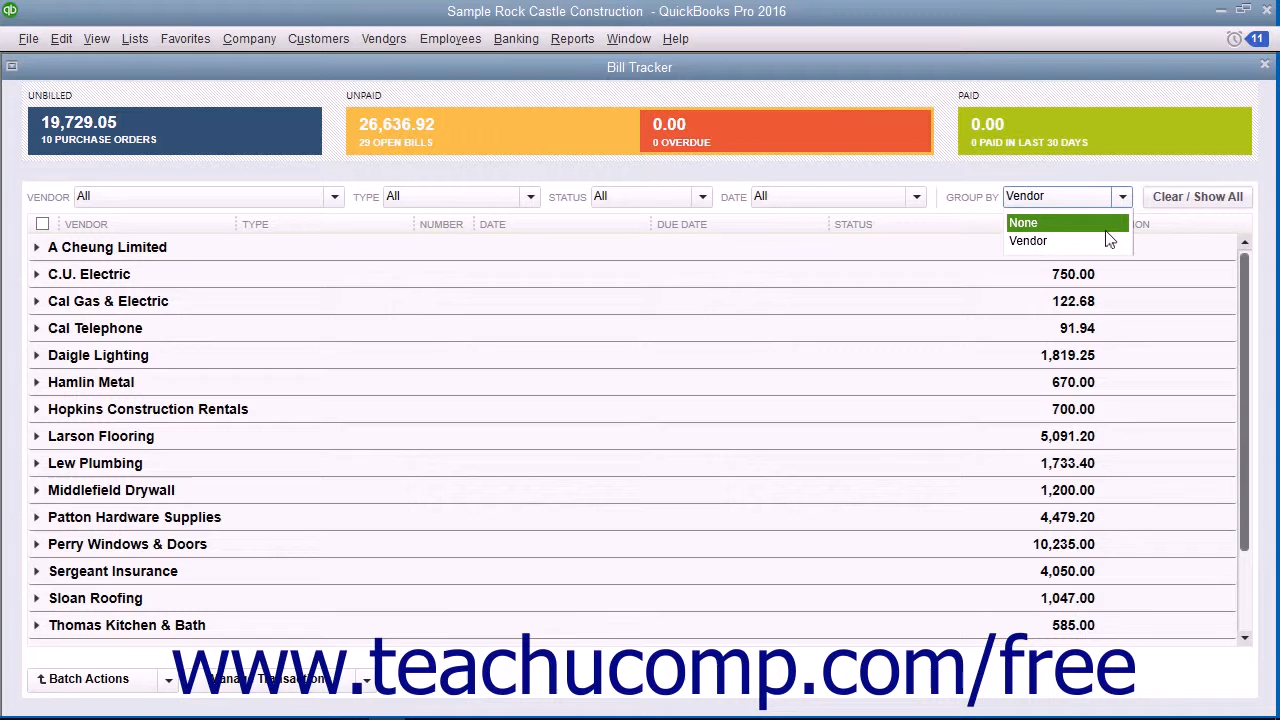 Sample Rock Castle Construction - QuickBooks Pro 2016
File Edit View Lists Favorites Company Customers Vendors Employees Banking Reports Window Help 11
Bill Tracker
UNBILLED UNPAID PAID
19,729.05 26,636.92 0.00 0.00
10 PURCHASE ORDERS 29 OPEN BILLS 0 OVERDUE 0 PAID IN LAST 30 DAYS
VENDOR All TYPE All STATUS All DATE All GROUP BY Vendor Clear / Show All
VENDOR TYPE NUMBER DATE DUE DATE STATUS
None
Vendor
A Cheung Limited
C.U. Electric 750.00
Cal Gas & Electric 122.68
Cal Telephone 91.94
Daigle Lighting 1,819.25
Hamlin Metal 670.00
Hopkins Construction Rentals 700.00
Larson Flooring 5,091.20
Lew Plumbing 1,733.40
Middlefield Drywall 1,200.00
Patton Hardware Supplies 4,479.20
Perry Windows & Doors 10,235.00
Sergeant Insurance 4,050.00
Sloan Roofing 1,047.00
Thomas Kitchen & Bath 585.00
Batch Actions
www.teachucomp.com/free